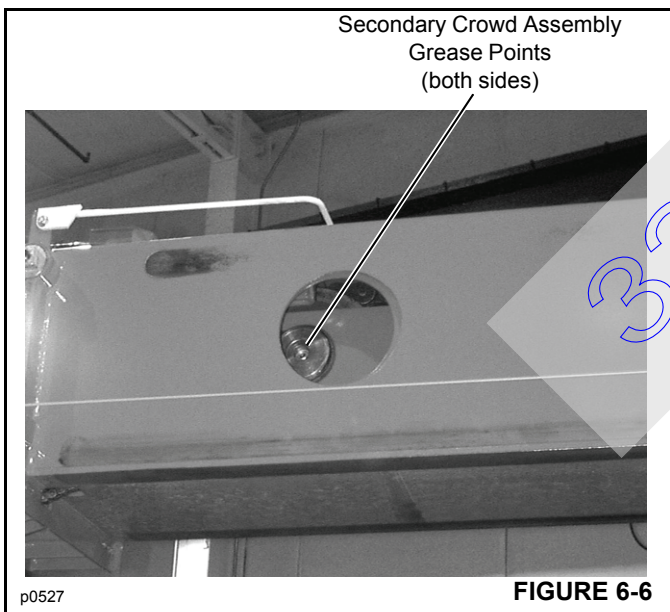 Secondary Crowd Assembly
Grease Points
(both sides)
p0527
FIGURE 6-6